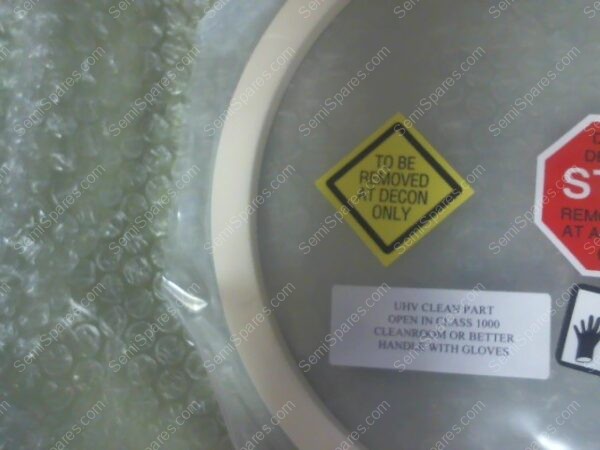 TO BE
REMOVED
AT DECON
ONLY
UHV CLEAN PART
OPEN IN CLASS 1000
CLEANROOM OR BETTER
HANDLE WITH GLOVES
REMO
AT A
SemiSpares.com